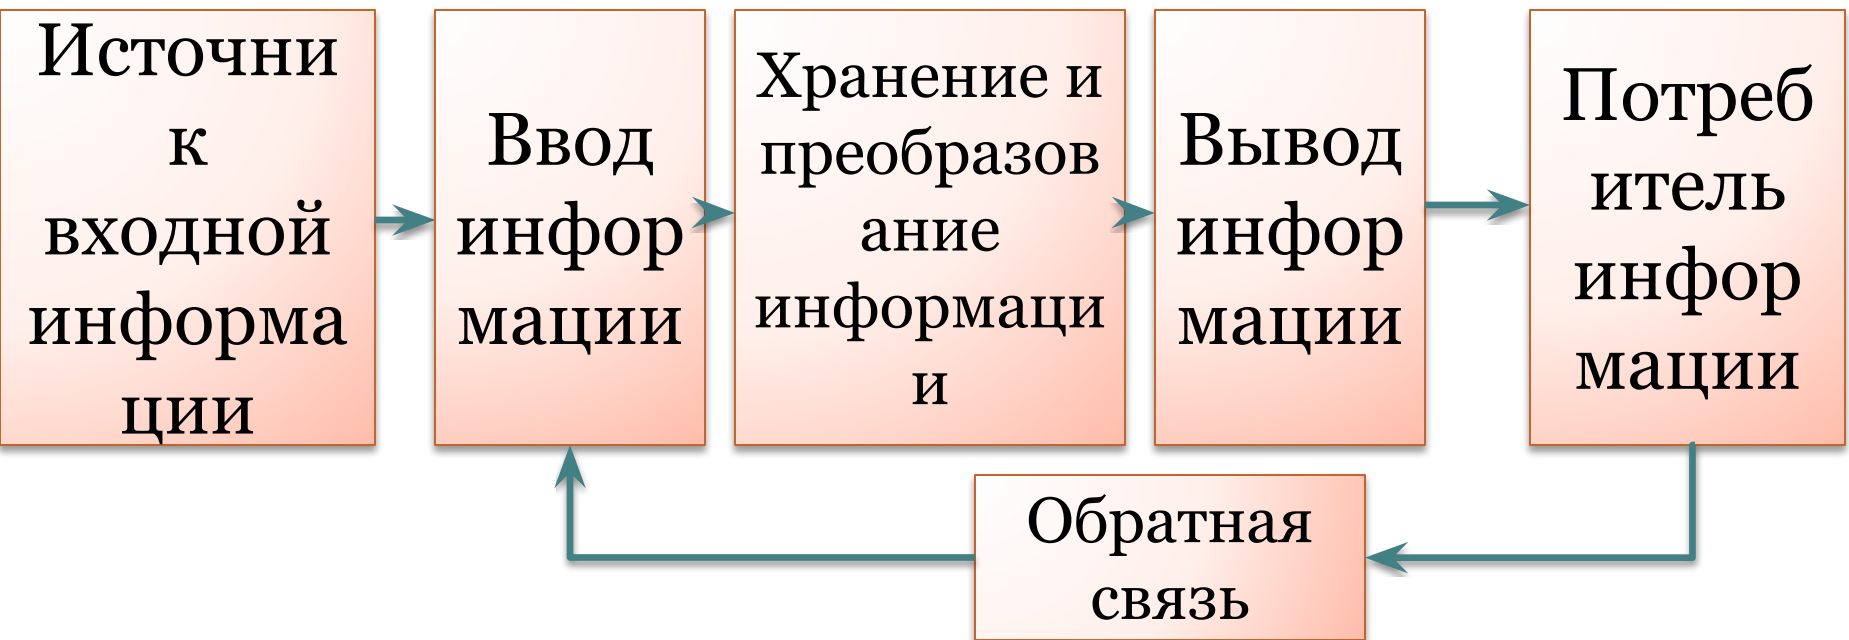 Источни
к
входной
информа
ции
Ввод
инфор
мации
Хранение и
преобразов
ание
информаци
и
Вывод
инфор
мации
Потреб
итель
инфор
мации
Обратная
связь